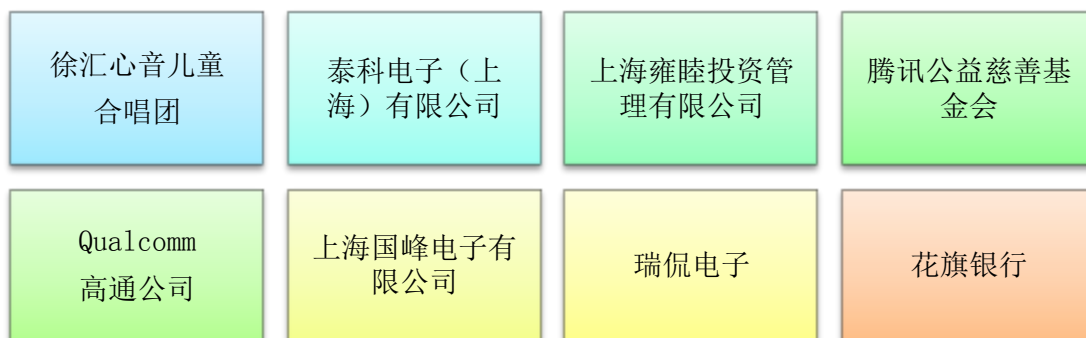 徐汇心音儿童
合唱团
泰科电子（上
海）有限公司
上海雍睦投资管
理有限公司
腾讯公益慈善基
金会
Qualcomm
高通公司
上海国峰电子有
限公司
瑞侃电子
花旗银行